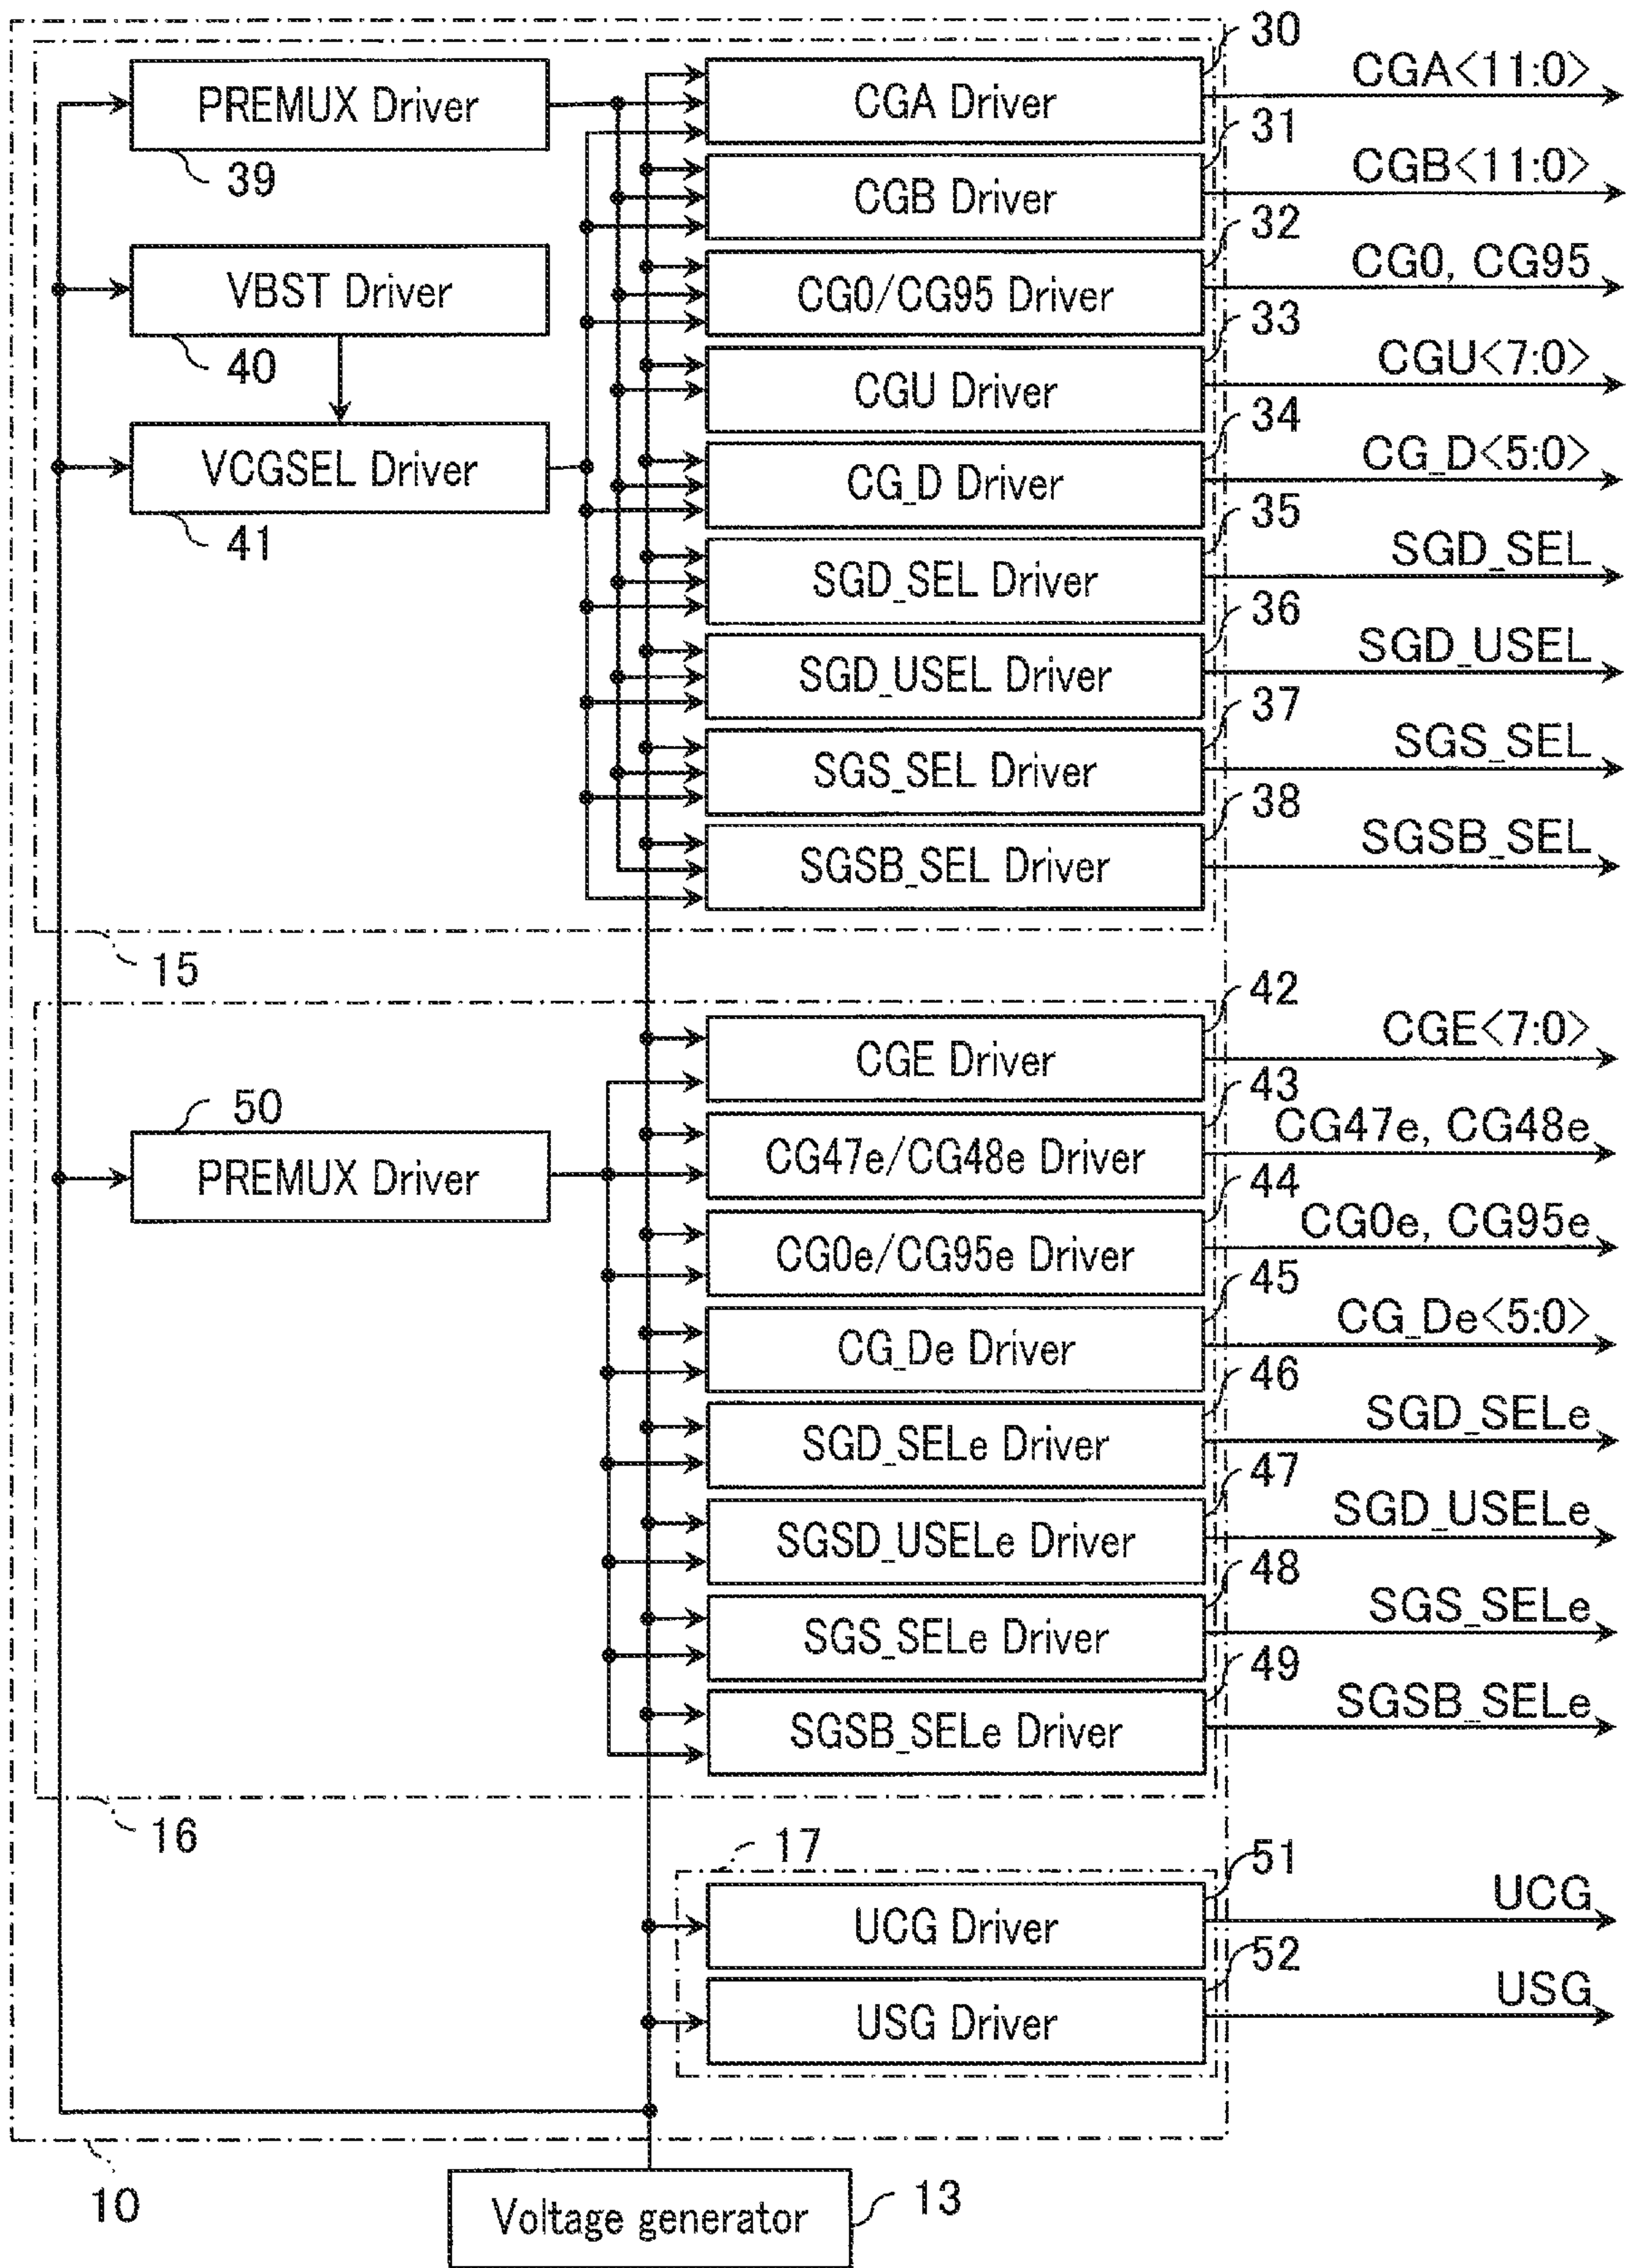 30
CGA<11:0>
PREMUX Driver
CGA Driver
31
39
CGB<11:0>
CGB Driver
32
VBST Driver
CG0, CG95
CG0/CG95 Driver
33
40
CGU<7:0>
CGU Driver
34
VCGSEL Driver
CG_D<5:0>
CG_D Driver
35
41
SGD_SEL
SGD_SEL Driver
36
SGD_USEL
SGD_USEL Driver
37
SGS_SEL
SGS_SEL Driver
38
SGSB_SEL
SGSB_SEL Driver
15
42
CGE<7:0>
CGE Driver
43
50
CG47e, CG48e
PREMUX Driver
CG47e/CG48e Driver
44
CG0e, CG95e
CG0e/CG95e Driver
45
CG_De<5:0>
CG_De Driver
46
SGD_SELe
SGD_SELe Driver
47
SGD_USELe
SGSD_USELe Driver
48
SGS_SELe
SGS_SELe Driver
49
SGSB_SELe
SGSB_SELe Driver
16
17
51
UCG
UCG Driver
52
USG
USG Driver
10
Voltage generator
13